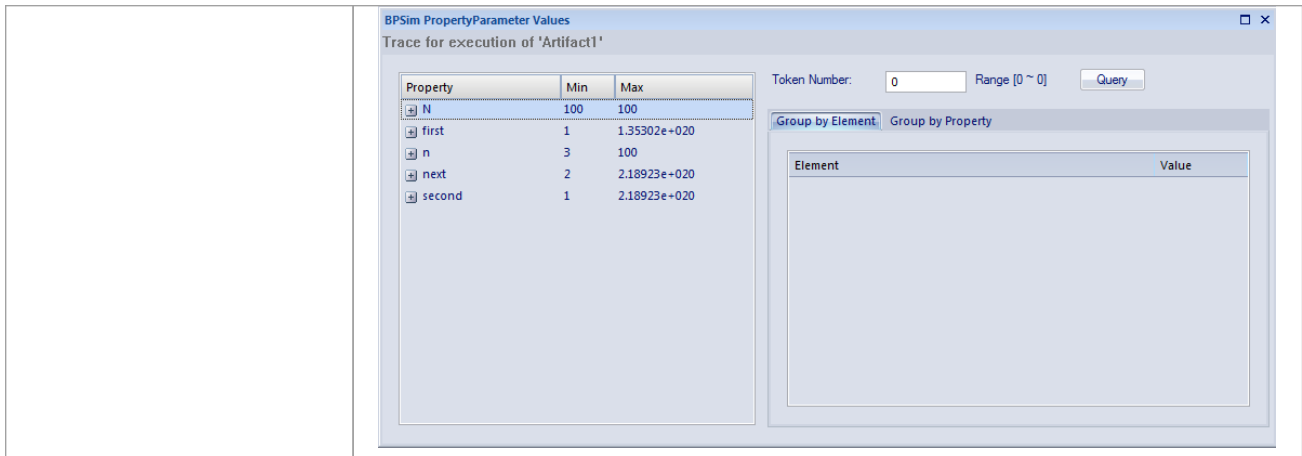 BPSim PropertyParameter Values
Trace for execution of 'Artifact1'
Property Min Max
N 100 100
first 1 1.35302e+020
n 3 100
next 2 2.18923e+020
second 1 2.18923e+020
Token Number: 0 Range [0 ~ 0] Query
Group by Element Group by Property
Element Value